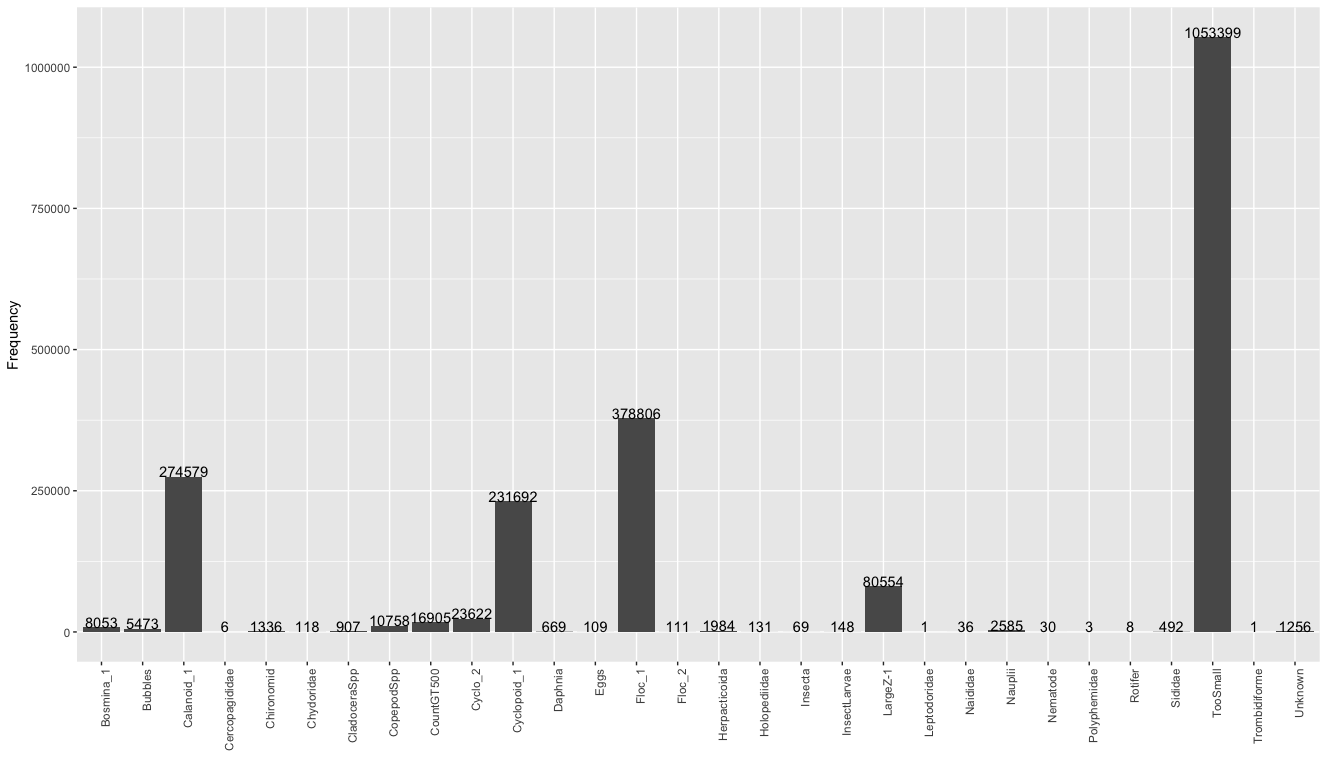 1053399
1000000
750000
500000
Frequency
378806
274579
250000
231692
80554
8053 5473 6 1336 118 907 10758 16905 23622 669 109 111 1984 131 69 148 1 36 2585 30 3 8 492 1 1256
0
Bosmina_1
Bubbles
Calanoid_1
Cercopagididae
Chironomid
Chydoridae
CladoceraSpp
CopepodSpp
CountGT500
Cyclo_2
Cyclopoid_1
Daphnia
Eggs
Floc_1
Floc_2
Herpacticoida
Holopediidae
Insecta
InsectLarvae
LargeZ-1
Leptodoridae
Naididae
Nauplii
Nematode
Polyphemidae
Rotifer
Sididae
TooSmall
Trombidiforme
Unknown